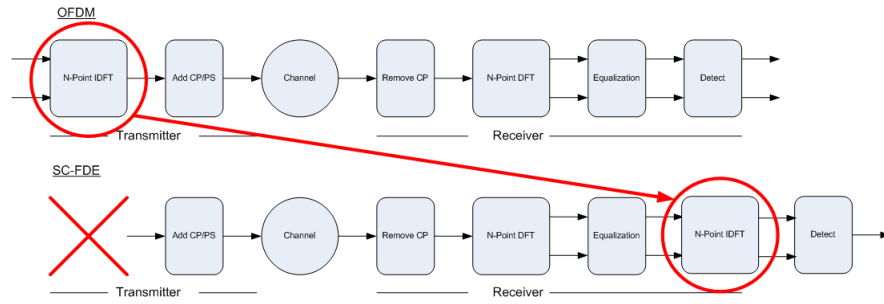 OFDM
N-Point IDFT
Add CP/PS
Channel
Remove CP
N-Point DFT
Equalization
Detect
Transmitter
Receiver
SC-FDE
Add CP/PS
Channel
Remove CP
N-Point DFT
Equalization
N-Point IDFT
Detect
Transmitter
Receiver